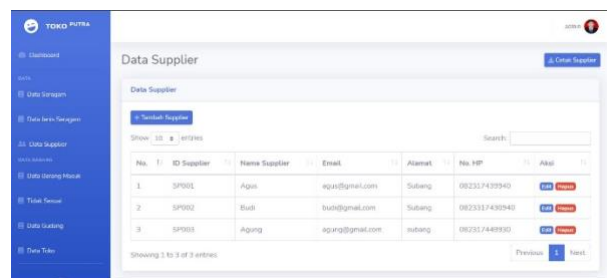 TOKO PUTRA
admin
Dashboard
DATA
Data Seragam
Data Jenis Seragam
Data Supplier
DATA BARANG
Data Barang Masuk
Tidak Sesuai
Data Gudang
Data Toko
Data Supplier
Cetak Supplier
Data Supplier
+ Tambah Supplier
Show 10 entries
Search:
No. ID Supplier Nama Supplier Email Alamat No. HP Aksi
1 SP001 Agus agus@gmail.com Subang 082317439940 Edit Hapus
2 SP002 Budi budi@gmail.com Subang Edit Hapus
3 SP003 Agung agung@gmail.com subang Edit Hapus
Showing 1 to 3 of 3 entries
Previous 1 Next